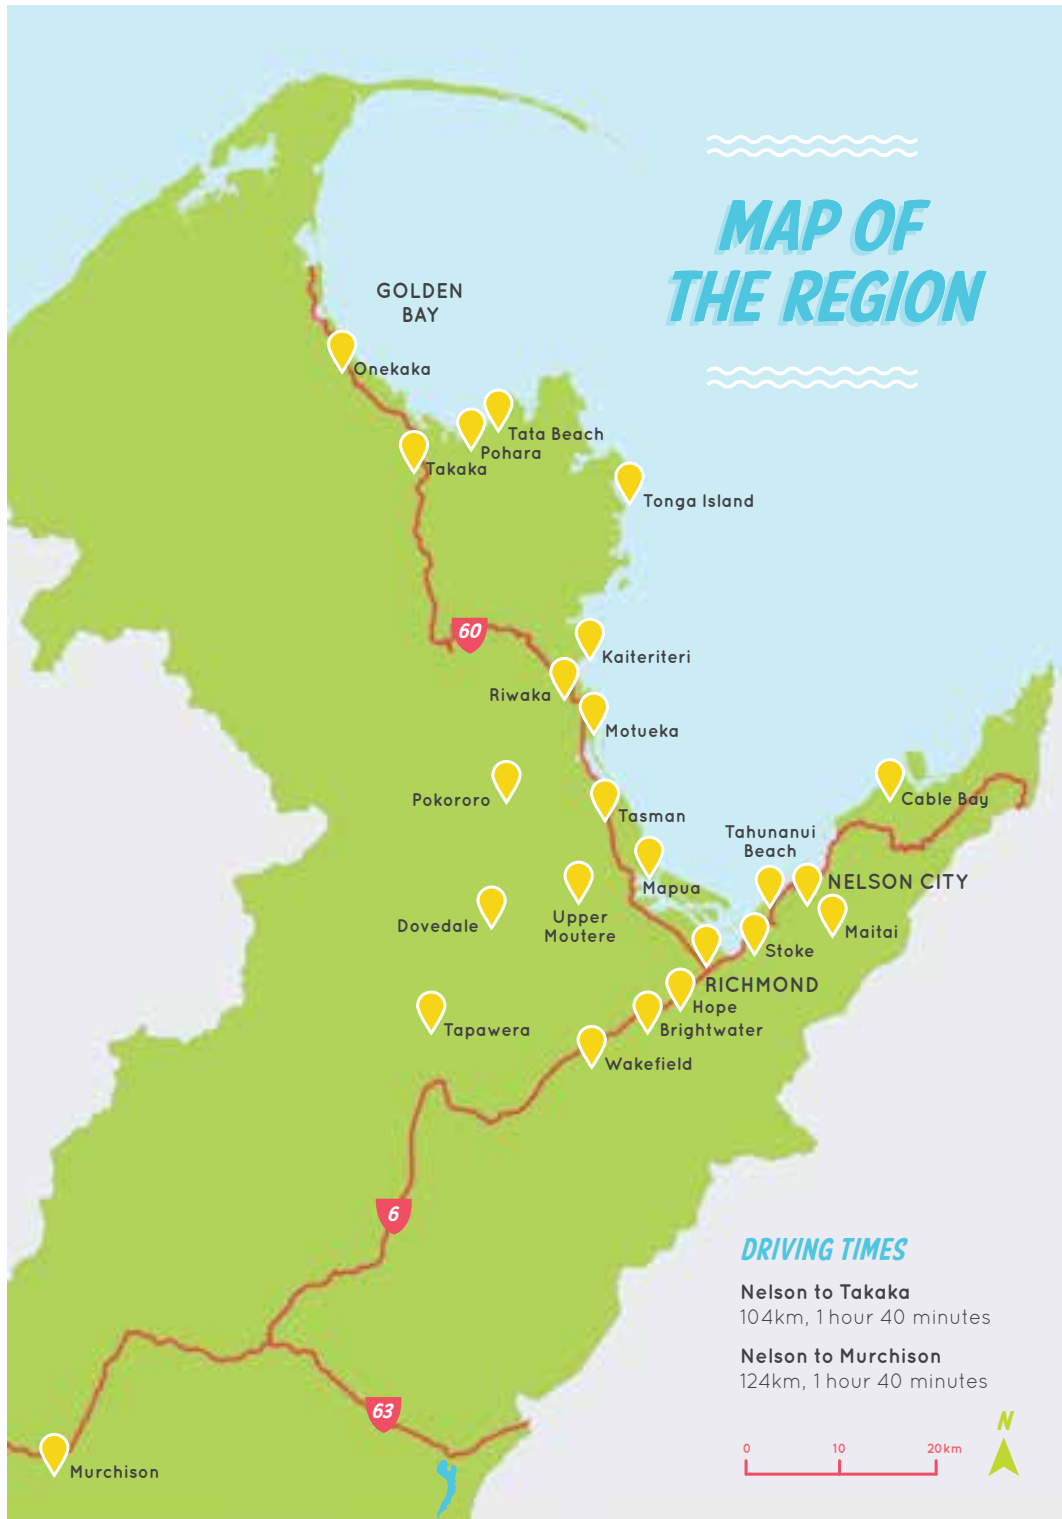 MAP OF
THE REGION
GOLDEN
BAY
Onekaka
Tata Beach
Pohara
Takaka
Tonga Island
60
Kaiteriteri
Riwaka
Motueka
Pokororo
Cable Bay
Tasman
Tahunanui
Beach
Mapua
NELSON CITY
Upper
Moutere
Dovedale
Maitai
Stoke
RICHMOND
Hope
Tapawera
Brightwater
Wakefield
6
DRIVING TIMES
Nelson to Takaka
104km, 1 hour 40 minutes
Nelson to Murchison
124km, 1 hour 40 minutes
63
N
0 10 20km
Murchison